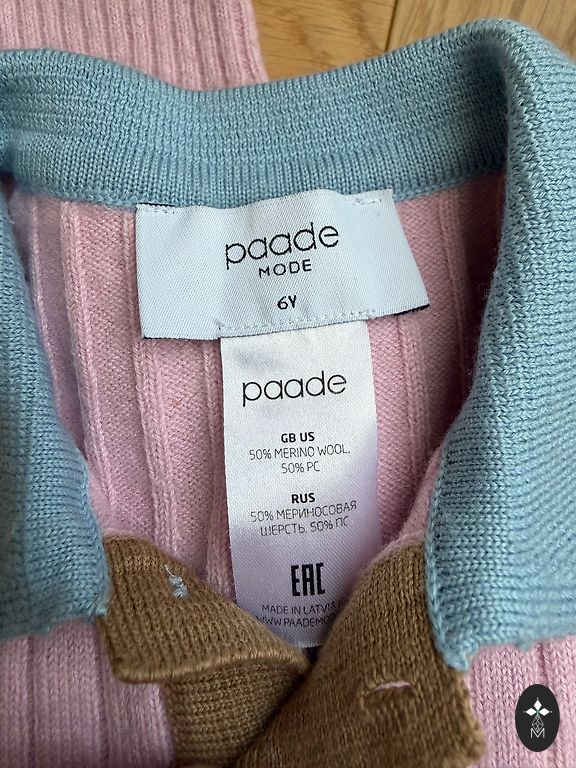 paade
MODE
6Y
paade
GB US
50% MERINO WOOL,
50% PC
RUS
50% МЕРИНОСОВАЯ
ШЕРСТЬ, 50% ПС
EAC
MADE IN LATVIA